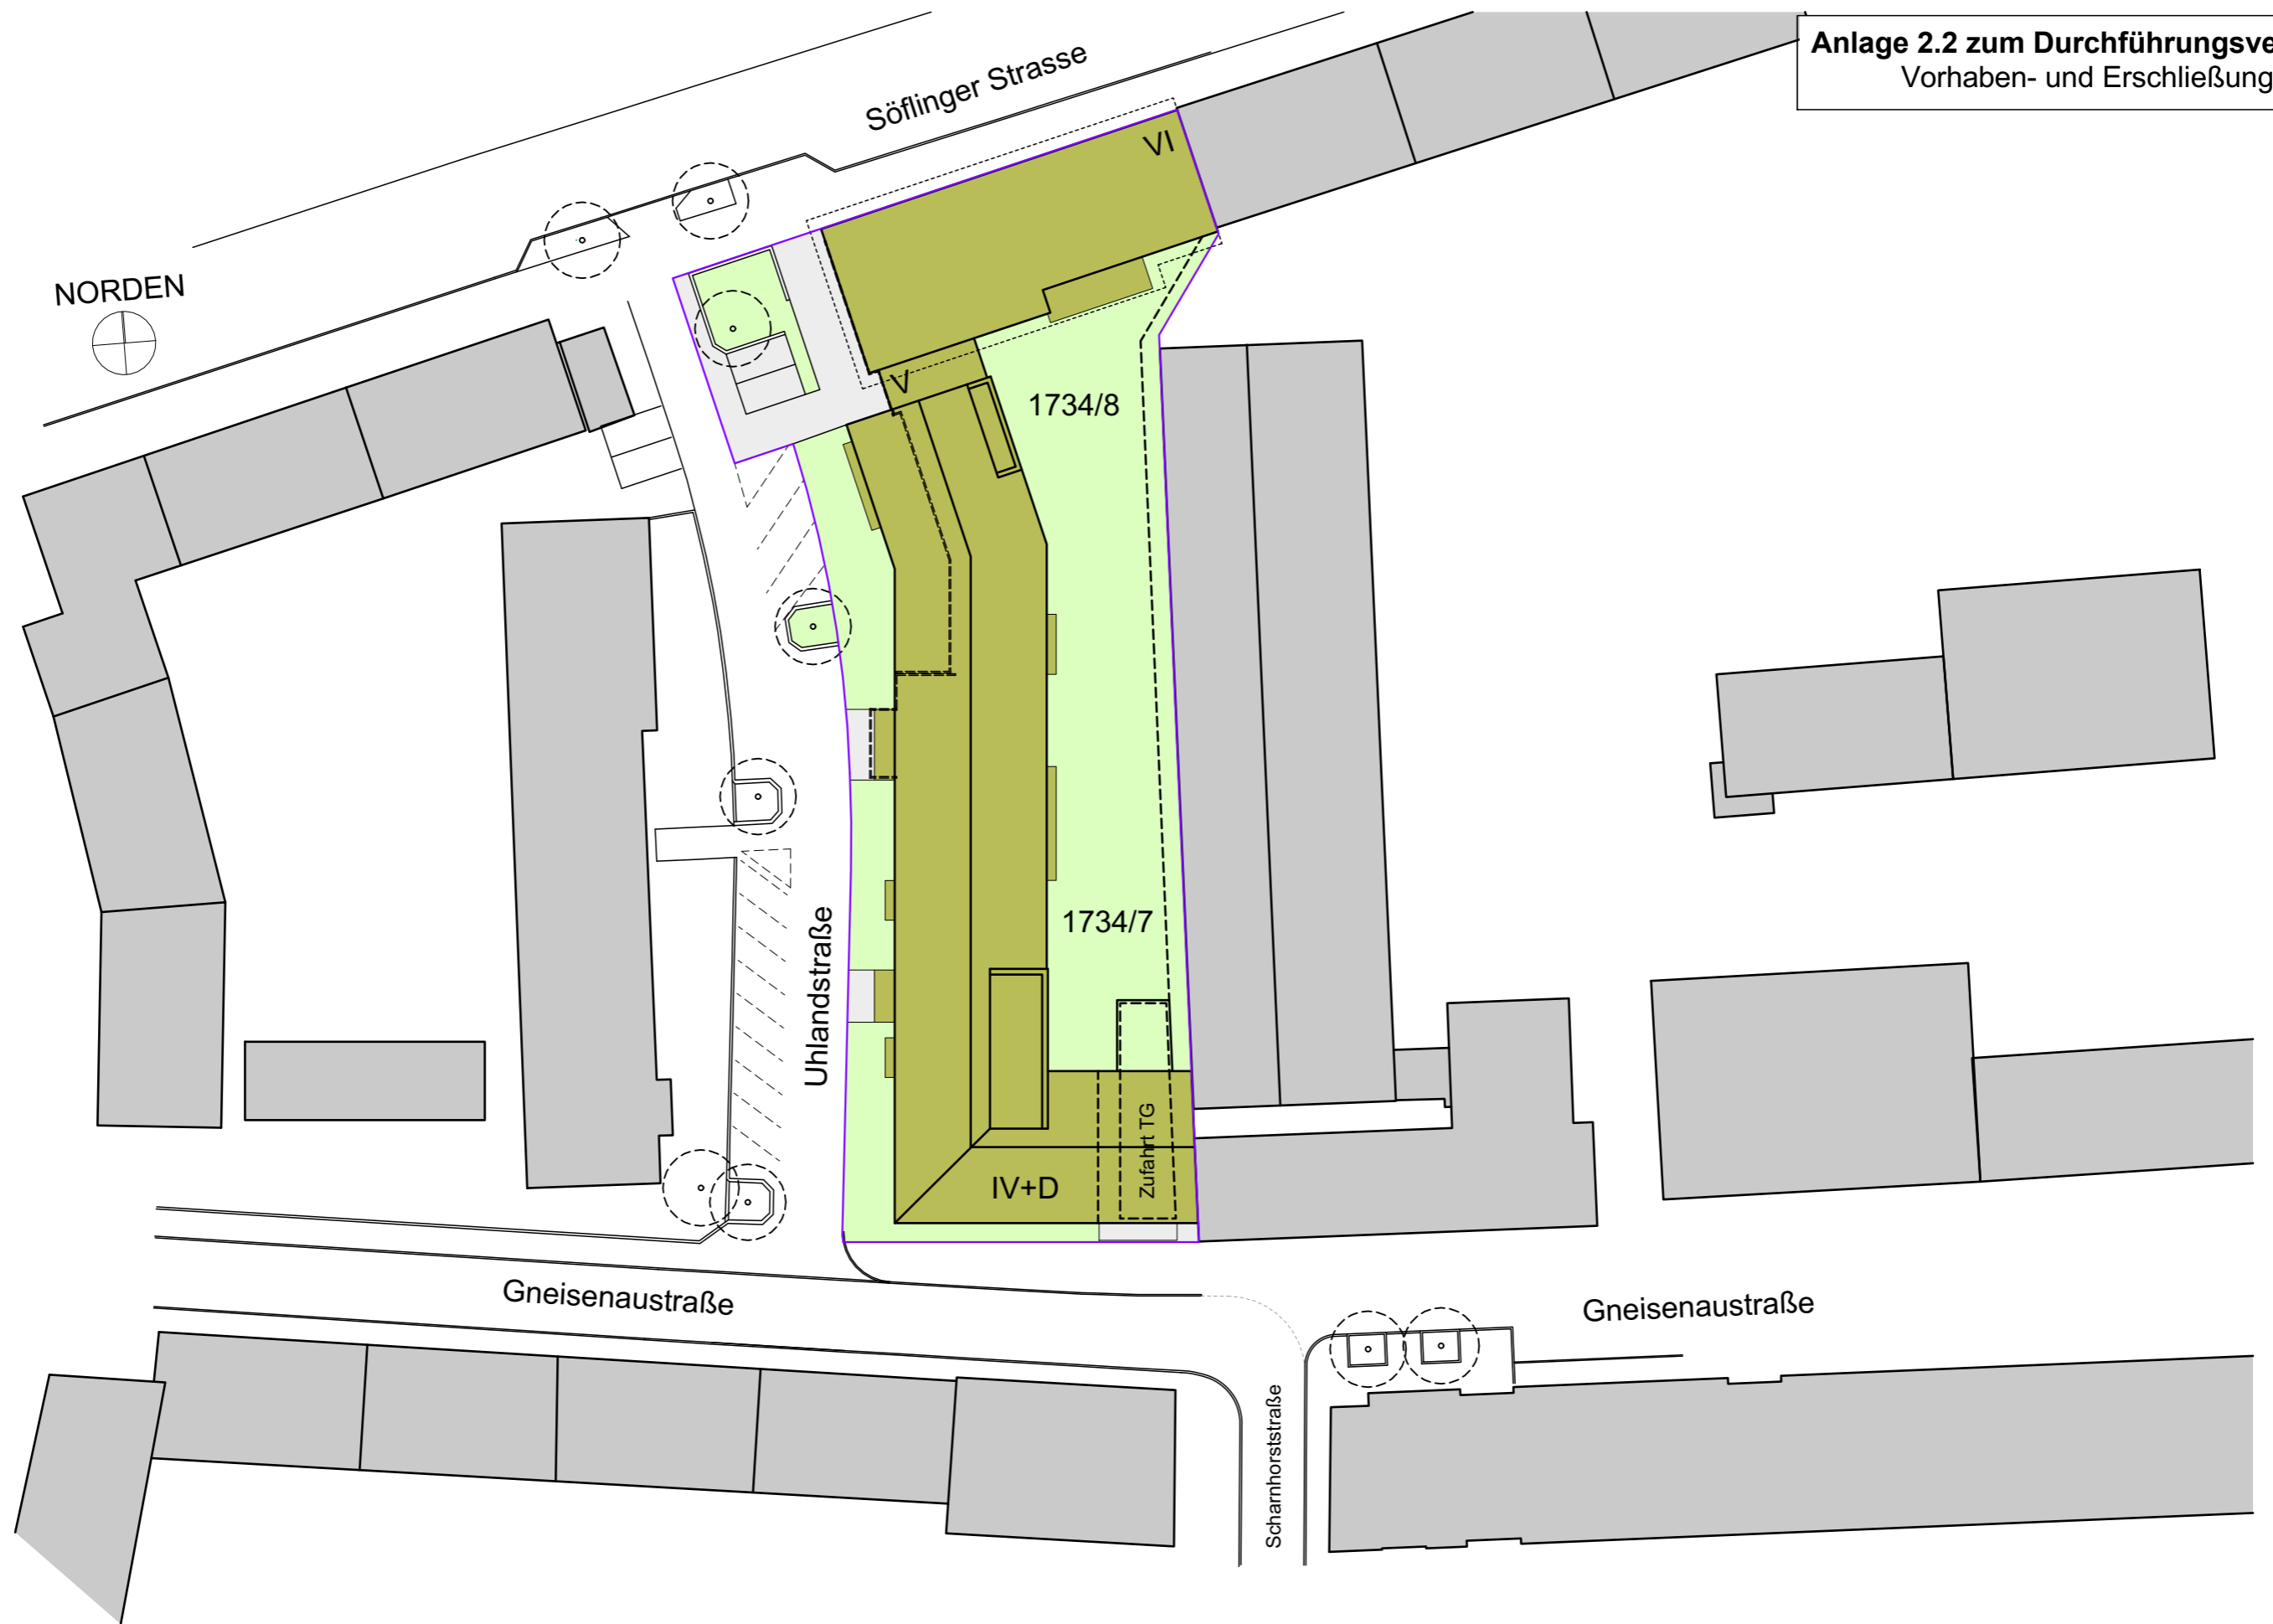 Anlage 2.2 zum Durchführungsve
Vorhaben- und Erschließung
Söflinger Strasse
VI
NORDEN
V
1734/8
1734/7
Uhlandstraße
Zufahrt TG
IV+D
Gneisenaustraße
Gneisenaustraße
Scharnhorststraße